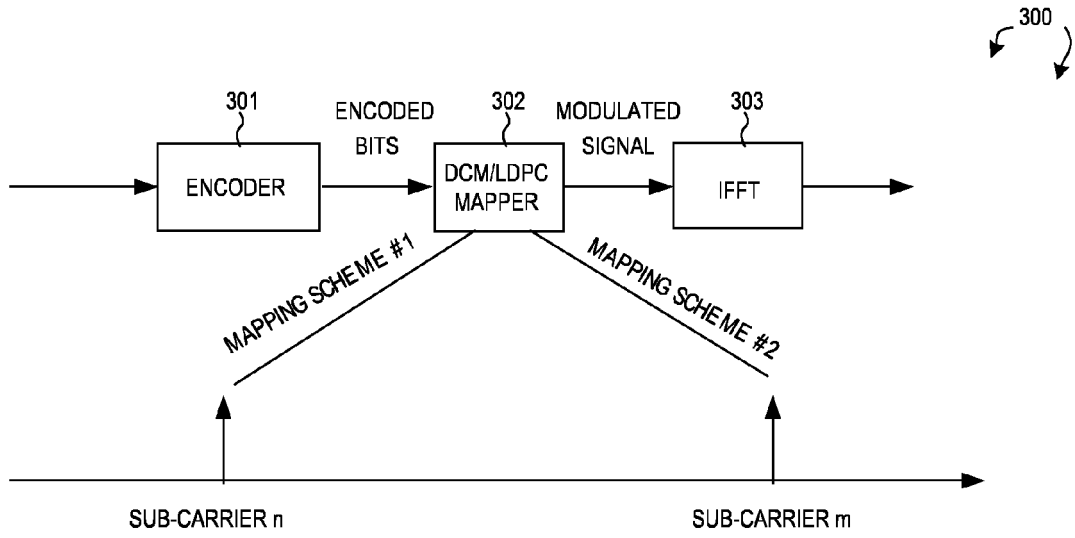 300
301
ENCODED
BITS
302
MODULATED
SIGNAL
303
ENCODER
DCM/LDPC
MAPPER
IFFT
MAPPING SCHEME #1
MAPPING SCHEME #2
SUB-CARRIER n
SUB-CARRIER m